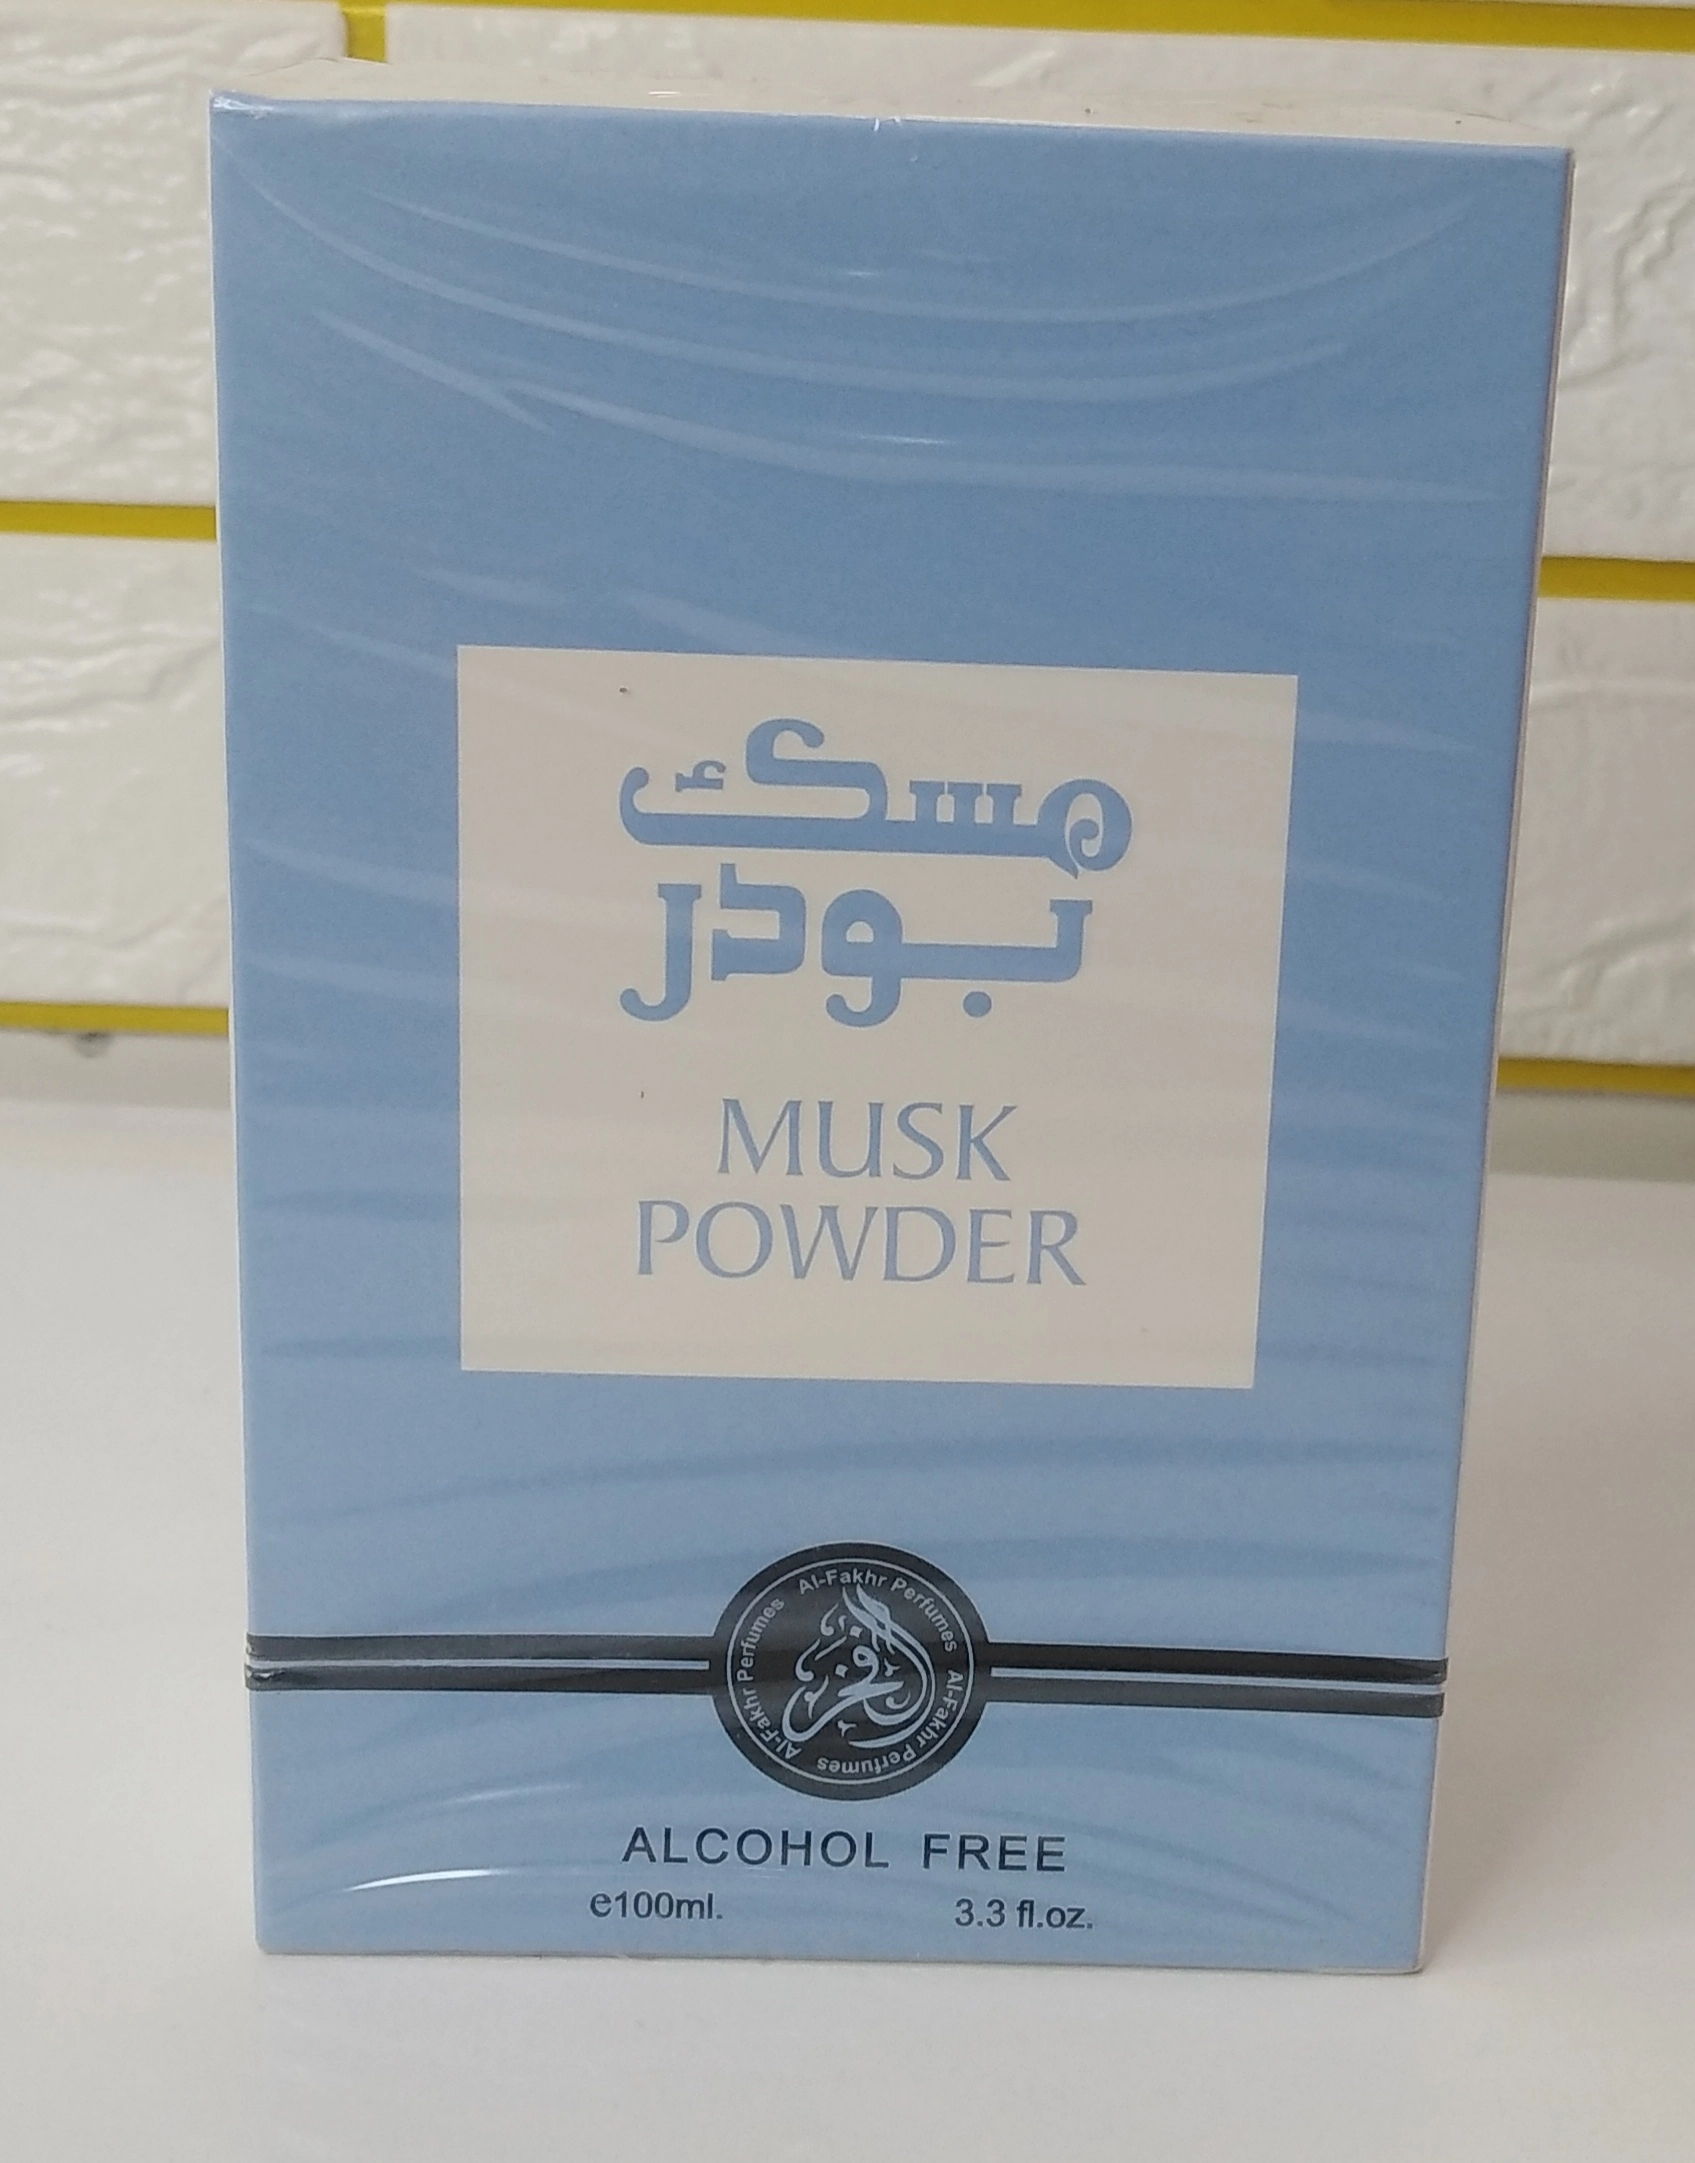 مسك
بودر
MUSK
POWDER
Al-Fakhr Perfumes Al-Fakhr Perfumes Al-Fakhr Perfumes
الفخر
ALCOHOL FREE
e100ml. 3.3 fl.oz.